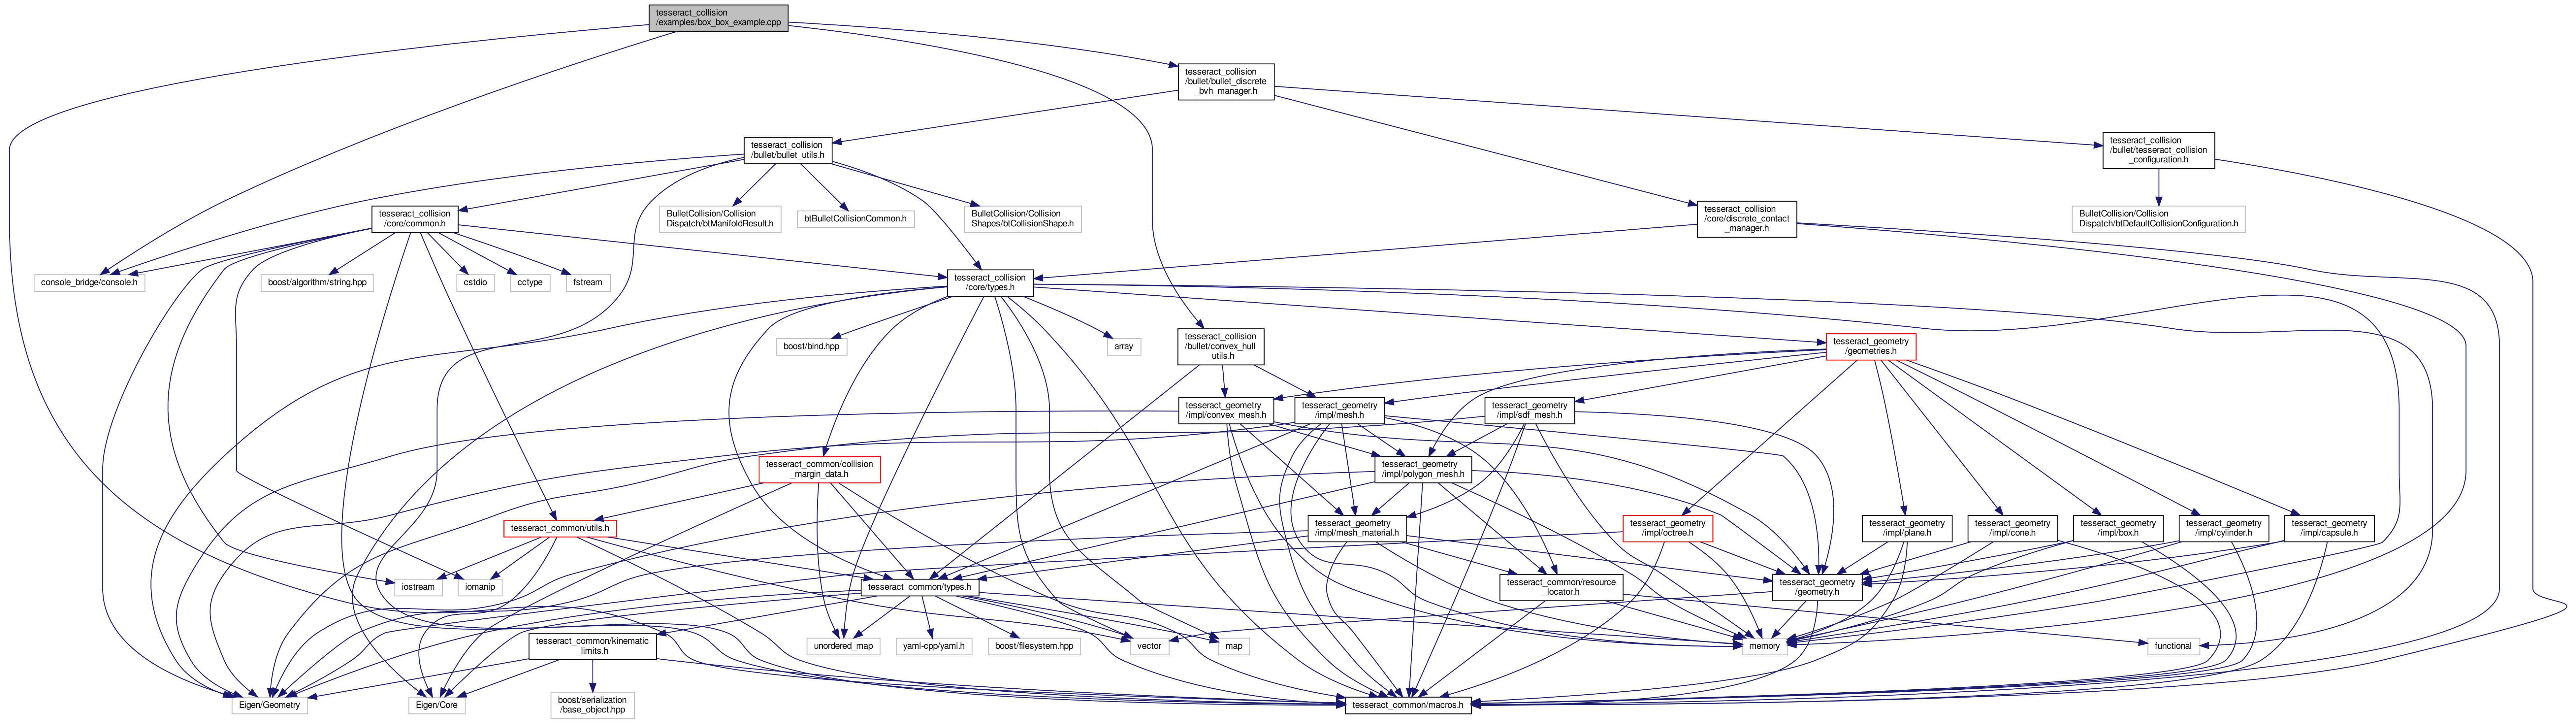 tesseract_collision
/examples/box_box_example.cpp
tesseract_collision
/bullet/bullet_discrete
_bvh_manager.h
tesseract_collision
/bullet/bullet_utils.h
tesseract_collision
/bullet/tesseract_collision
_configuration.h
tesseract_collision
/core/common.h
BulletCollision/Collision
Dispatch/btManifoldResult.h
btBulletCollisionCommon.h
BulletCollision/Collision
Shapes/btCollisionShape.h
tesseract_collision
/core/discrete_contact
_manager.h
BulletCollision/Collision
Dispatch/btDefaultCollisionConfiguration.h
console_bridge/console.h
boost/algorithm/string.hpp
cstdio
cctype
fstream
tesseract_collision
/core/types.h
boost/bind.hpp
array
tesseract_collision
/bullet/convex_hull
_utils.h
tesseract_geometry
/geometries.h
tesseract_geometry
/impl/convex_mesh.h
tesseract_geometry
/impl/mesh.h
tesseract_geometry
/impl/sdf_mesh.h
tesseract_common/collision
_margin_data.h
tesseract_geometry
/impl/polygon_mesh.h
tesseract_common/utils.h
tesseract_geometry
/impl/mesh_material.h
tesseract_geometry
/impl/octree.h
tesseract_geometry
/impl/plane.h
tesseract_geometry
/impl/cone.h
tesseract_geometry
/impl/box.h
tesseract_geometry
/impl/cylinder.h
tesseract_geometry
/impl/capsule.h
iostream
iomanip
tesseract_common/types.h
tesseract_common/resource
_locator.h
tesseract_geometry
/geometry.h
tesseract_common/kinematic
_limits.h
unordered_map
yaml-cpp/yaml.h
boost/filesystem.hpp
vector
map
memory
functional
Eigen/Geometry
Eigen/Core
boost/serialization
/base_object.hpp
tesseract_common/macros.h